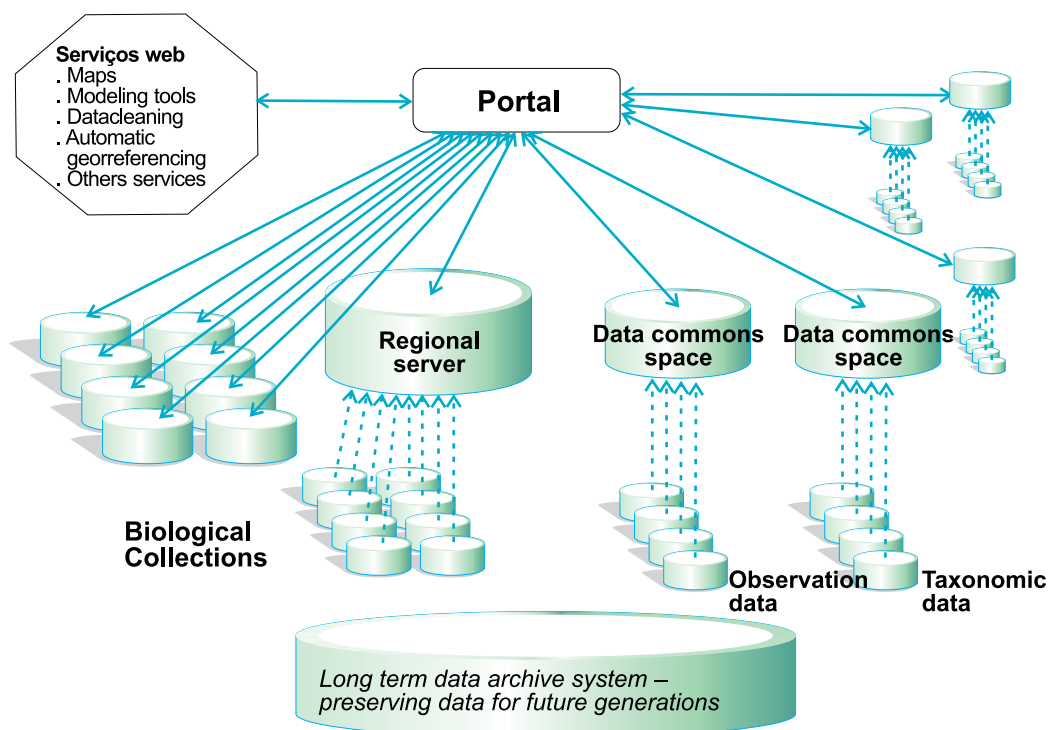 Serviços web
. Maps
. Modeling tools
. Datacleaning
. Automatic
georreferencing
. Others services
Portal
Regional
server
Data commons
space
Data commons
space
Biological
Collections
Observation
data
Taxonomic
data
Long term data archive system –
preserving data for future generations